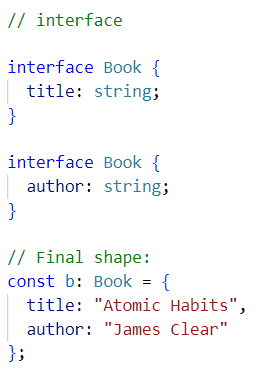 // interface
interface Book {
  title: string;
}
interface Book {
  author: string;
}
// Final shape:
const b: Book = {
  title: "Atomic Habits",
  author: "James Clear"
};